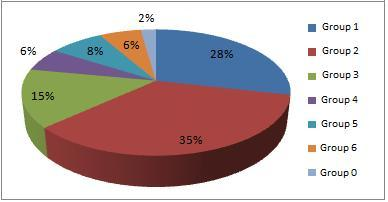 2%
6%
8%
6%
28%
15%
35%
Group 1
Group 2
Group 3
Group 4
Group 5
Group 6
Group 0